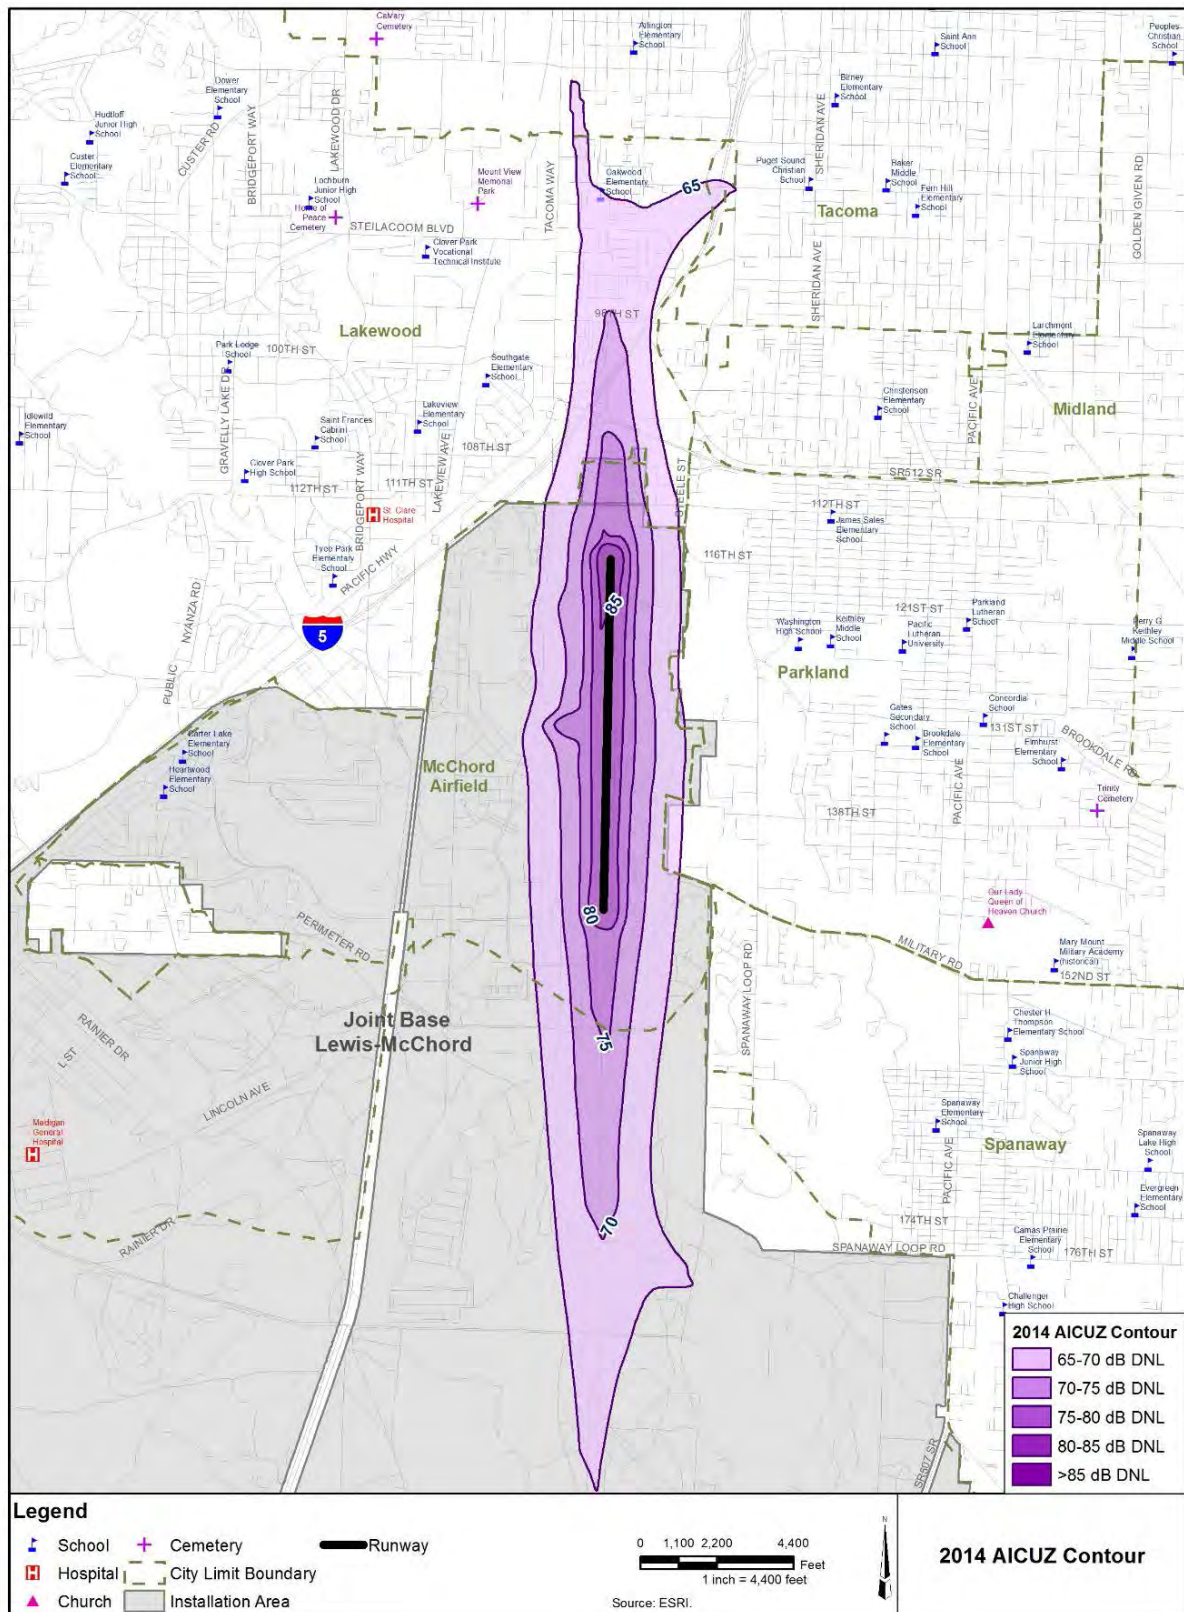 Calvary
Cemetery
Arlington
Elementary
School
Saint Ann
School
Peoples
Christian
School
Dower
Elementary
School
Birney
Elementary
School
Hudtloff
Junior High
School
CUSTER RD
BRIDGEPORT WAY
LAKEWOOD DR
SHERIDAN AVE
Custer
Elementary
School
Lochburn
Junior High
School
Mount View
Memorial
Park
TACOMA WAY
Oakwood
Elementary
School
65
Puget Sound
Christian
School
Baker
Middle
School
Fern Hill
Elementary
School
GOLDEN GIVEN RD
Home of
Peace
Cemetery
STEILACOOM BLVD
Tacoma
Clover Park
Vocational
Technical Institute
SHERIDAN AVE
Lakewood
96TH ST
Park Lodge
School
100TH ST
Larchmont
Elementary
School
Southgate
Elementary
School
GRAVELLY LAKE DR
Christensen
Elementary
School
PACIFIC AVE
Midland
Idlewild
Elementary
School
Saint Frances
Cabrini
School
Lakeview
Elementary
School
LAKEVIEW AVE
108TH ST
Clover Park
High School
112TH ST
111TH ST
BRIDGEPORT WAY
STEELE ST
SR512 SR
St. Clare
Hospital
112TH ST
James Sales
Elementary
School
Tyee Park
Elementary
School
PACIFIC HWY
116TH ST
NYANZA RD
PUBLIC
5
85
121ST ST
Parkland
Lutheran
School
Washington
High School
Keithley
Middle
School
Pacific
Lutheran
University
Perry G
Keithley
Middle School
Parkland
Carter Lake
Elementary
School
Heartwood
Elementary
School
McChord
Airfield
Gates
Secondary
School
Brookdale
Elementary
School
Concordia
School
131ST ST
Elmhurst
Elementary
School
BROOKDALE RD
PACIFIC AVE
138TH ST
Trinity
Cemetery
PERIMETER RD
80
Our Lady
Queen of
Heaven Church
MILITARY RD
SPANAWAY LOOP RD
Mary Mount
Military Academy
(historical)
152ND ST
RAINIER DR
L ST
Joint Base
Lewis-McChord
75
Chester H
Thompson
Elementary School
Spanaway
Junior High
School
LINCOLN AVE
Madigan
General
Hospital
Spanaway
Elementary
School
Spanaway
PACIFIC AVE
Spanaway
Lake High
School
Evergreen
Elementary
School
RAINIER DR
70
174TH ST
SPANAWAY LOOP RD
Camas Prairie
Elementary
School
176TH ST
Challenger
High School
SR507 SR
2014 AICUZ Contour
65-70 dB DNL
70-75 dB DNL
75-80 dB DNL
80-85 dB DNL
>85 dB DNL
Legend
School
Cemetery
Runway
Hospital
City Limit Boundary
Church
Installation Area
0 1,100 2,200 4,400
Feet
1 inch = 4,400 feet
Source: ESRI.
N
2014 AICUZ Contour